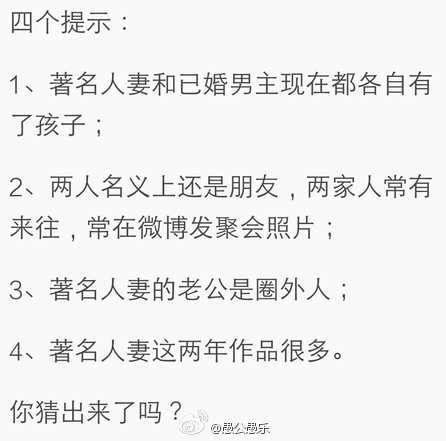 四个提示：
1、著名人妻和已婚男主现在都各自有
了孩子；
2、两人名义上还是朋友，两家人常有
来往，常在微博发聚会照片；
3、著名人妻的老公是圈外人；
4、著名人妻这两年作品很多。
你猜出来了吗？
@愚公愚乐